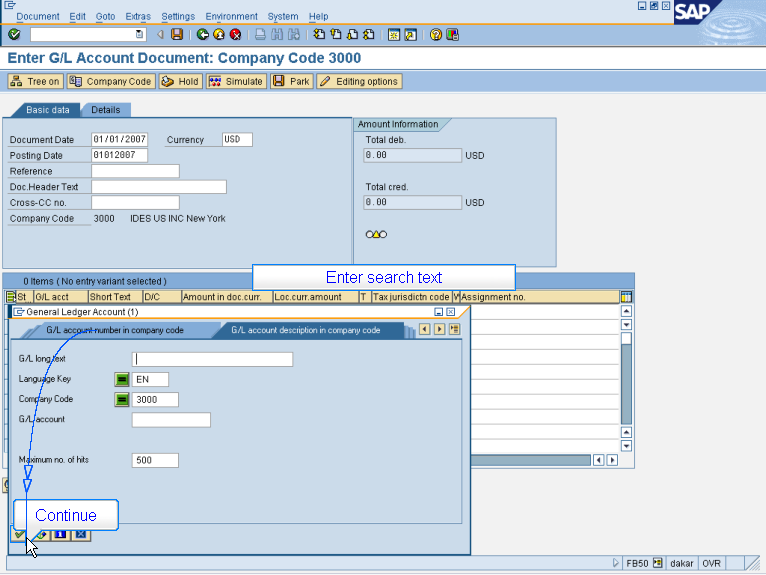 Document Edit Goto Extras Settings Environment System Help
SAP
Enter G/L Account Document: Company Code 3000
Tree on Company Code Hold Simulate Park Editing options
Basic data Details
Amount Information
Document Date 01/01/2007 Currency USD
Total deb.
Posting Date 01012007
0.00 USD
Reference
Doc.Header Text
Total cred.
Cross-CC no.
0.00 USD
Company Code 3000 IDES US INC New York
Enter search text
0 Items ( No entry variant selected )
St G/L acct Short Text D/C Amount in doc.curr. Loc.curr.amount T Tax jurisdictn code V Assignment no.
General Ledger Account (1)
G/L account number in company code G/L account description in company code
G/L long text
Language Key EN
Company Code 3000
G/L account
Maximum no. of hits 500
Continue
FB50 dakar OVR